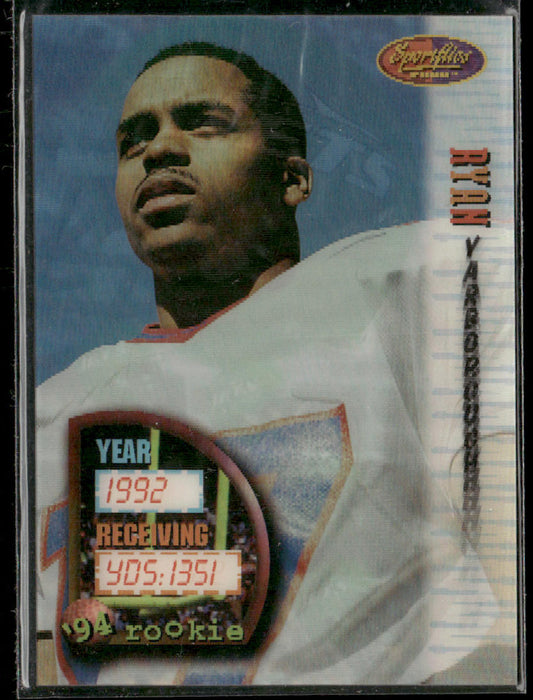 Sportflics
RYAN YARBOROUGH
YEAR
1992
RECEIVING
YDS:1351
'94 rookie